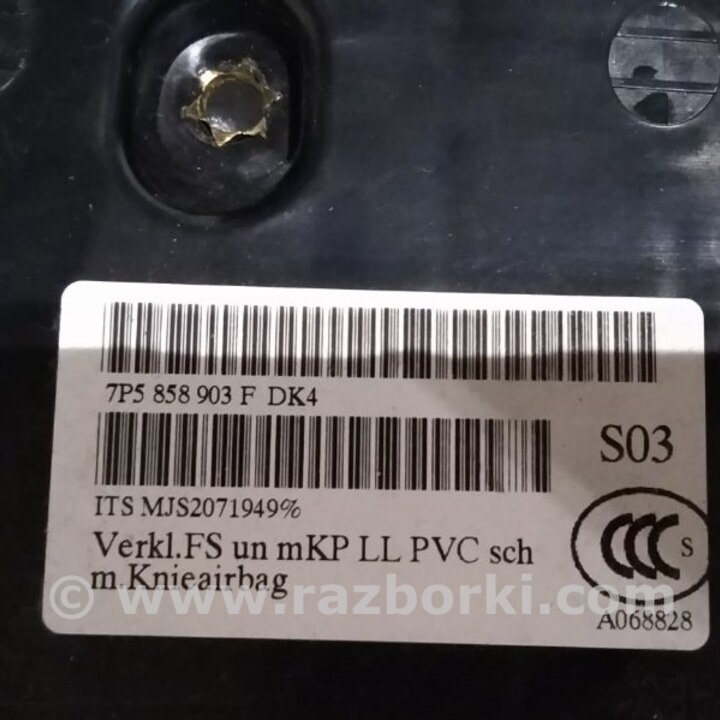 7P5 858 903 F DK4
S03
ITS MJS2071949%
Verkl.FS un mKP LL PVC sch
m.Knieairbag
CCC S
A068828
© www.razborki.com